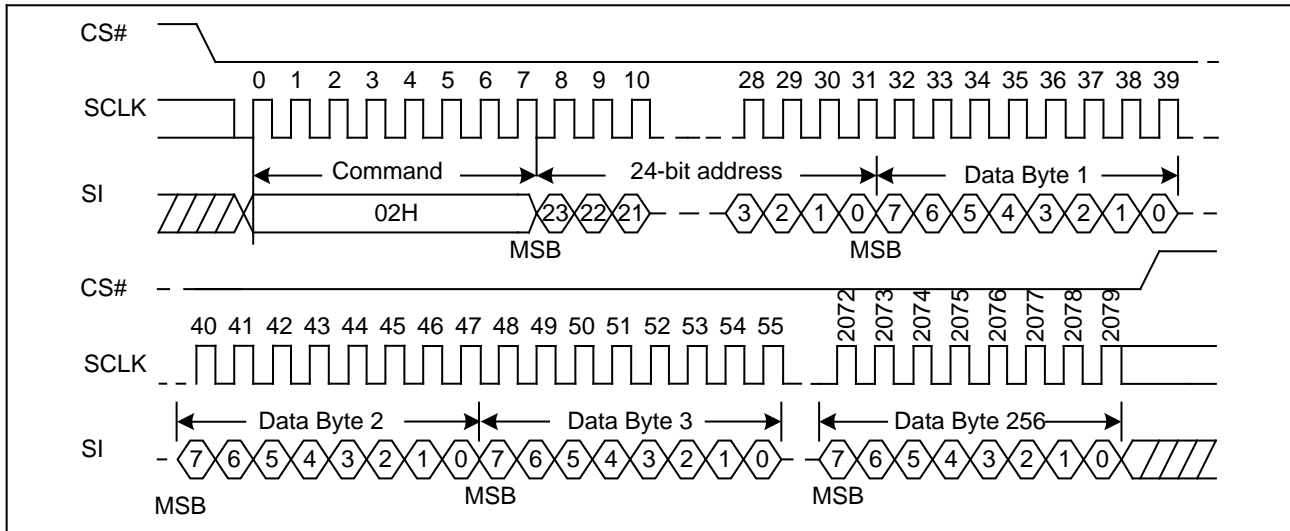 CS#
0 1 2 3 4 5 6 7 8 9 10 28 29 30 31 32 33 34 35 36 37 38 39
SCLK
Command 24-bit address Data Byte 1
SI
02H 23 22 21 3 2 1 0 7 6 5 4 3 2 1 0
MSB MSB
CS#
40 41 42 43 44 45 46 47 48 49 50 51 52 53 54 55 2072 2073 2074 2075 2076 2077 2078 2079
SCLK
Data Byte 2 Data Byte 3 Data Byte 256
SI
7 6 5 4 3 2 1 0 7 6 5 4 3 2 1 0 7 6 5 4 3 2 1 0
MSB MSB MSB